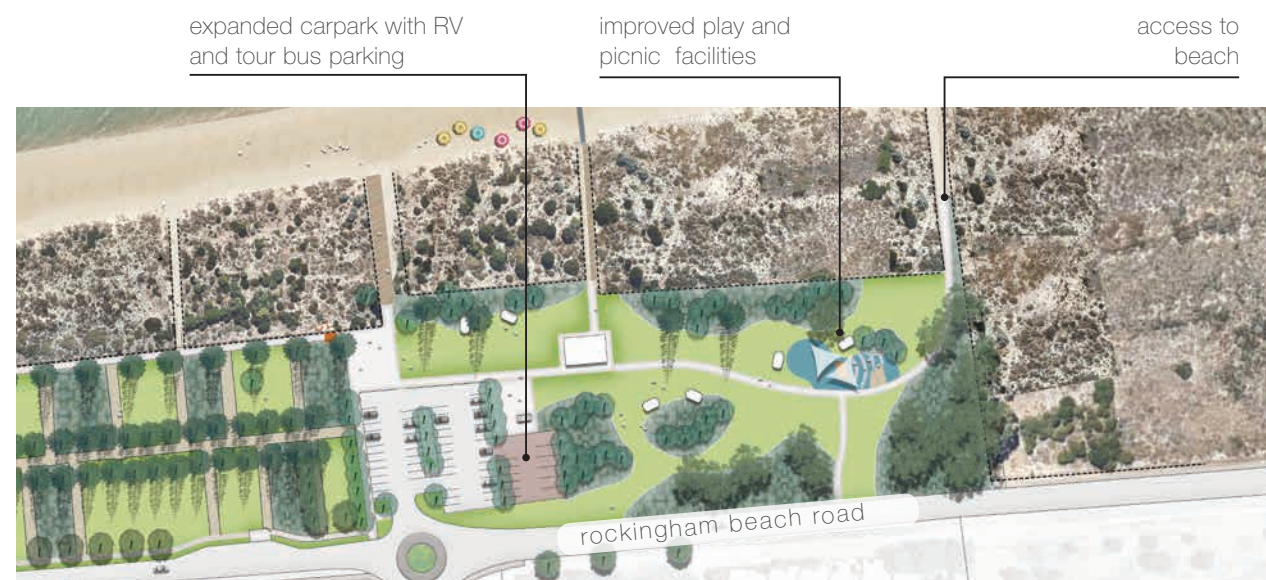 expanded carpark with RV
and tour bus parking
improved play and
picnic facilities
access to
beach
rockingham beach road